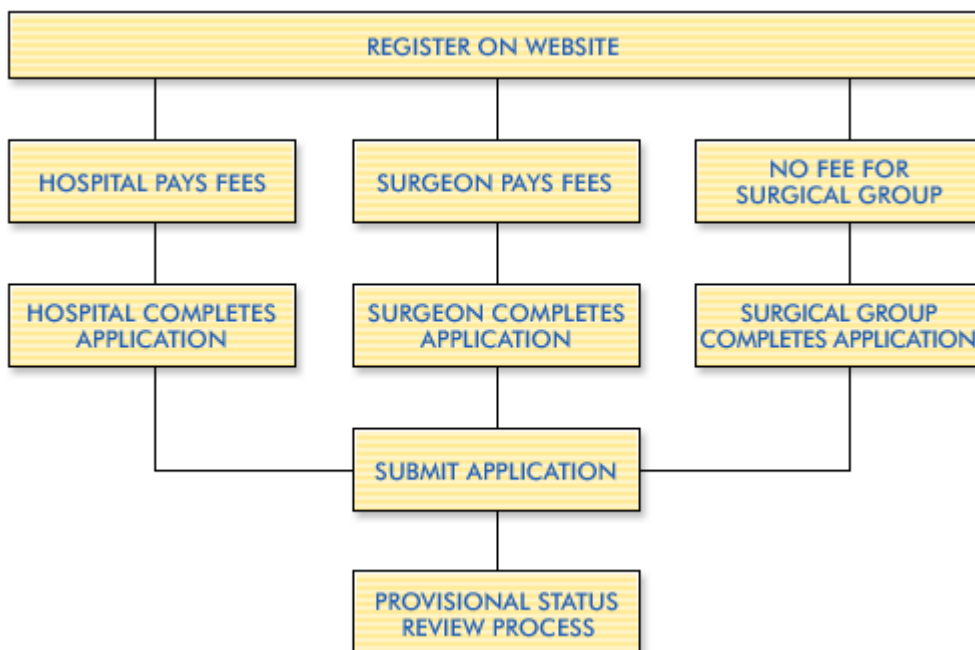 REGISTER ON WEBSITE
HOSPITAL PAYS FEES
SURGEON PAYS FEES
NO FEE FOR
SURGICAL GROUP
HOSPITAL COMPLETES
APPLICATION
SURGEON COMPLETES
APPLICATION
SURGICAL GROUP
COMPLETES APPLICATION
SUBMIT APPLICATION
PROVISIONAL STATUS
REVIEW PROCESS